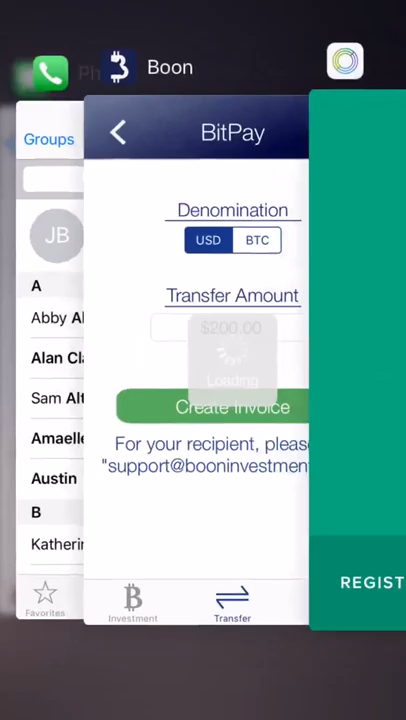 Boon
Groups
BitPay
Denomination
USD
BTC
Transfer Amount
$200.00
Loading
Create Invoice
For your recipient, pleas
"support@booninvestment
JB
A
Abby Al
Alan Cla
Sam Alt
Amaelle
Austin
B
Katherin
Favorites
Investment
Transfer
REGIST